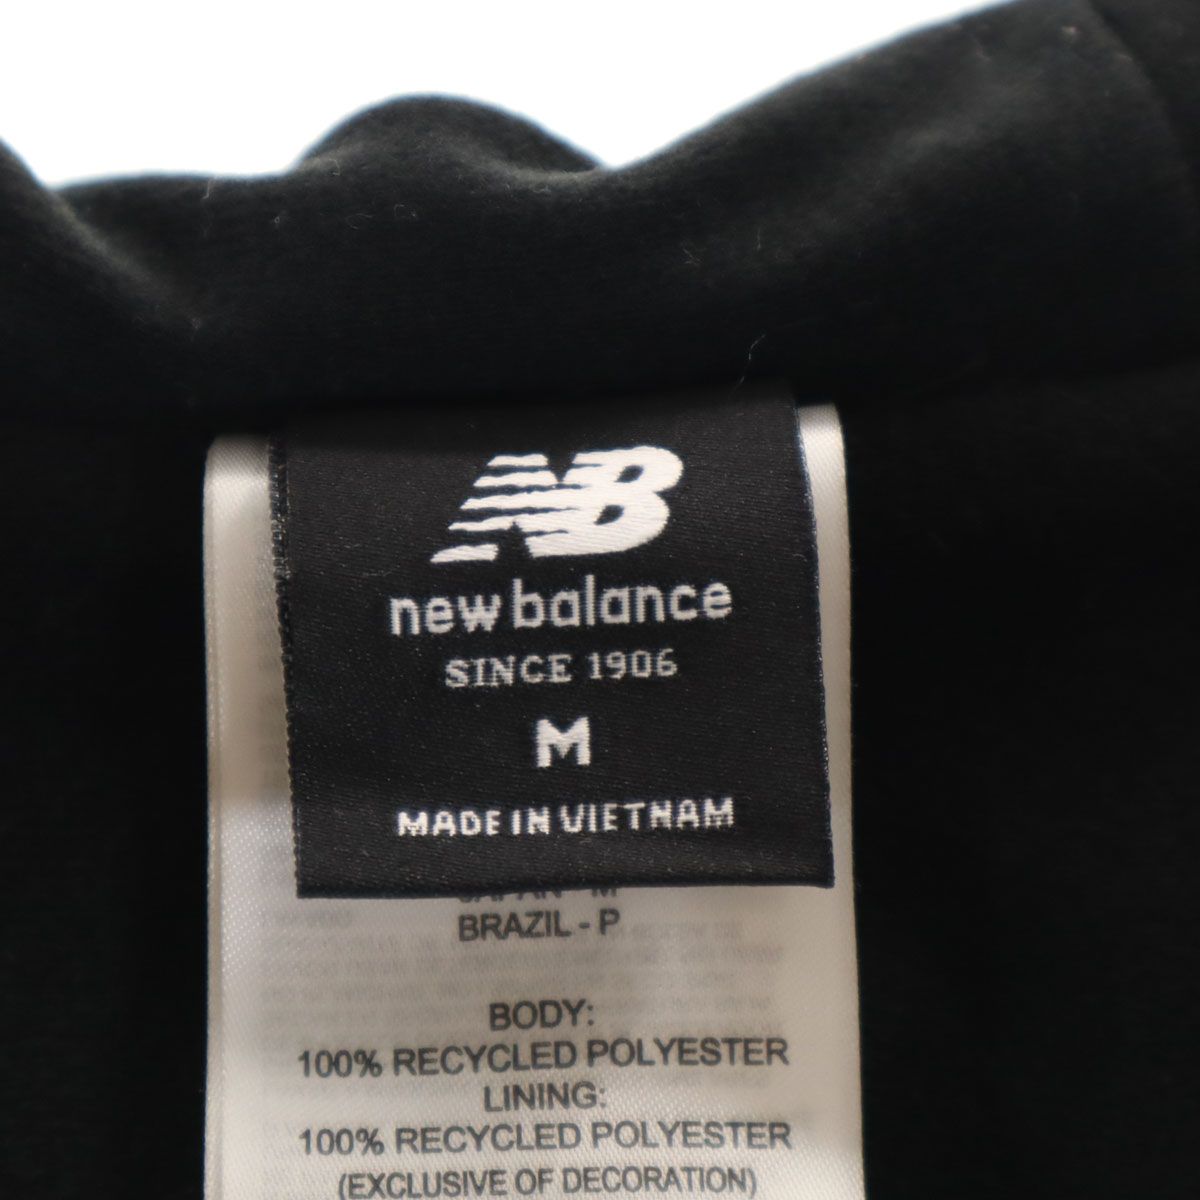 NB
new balance
SINCE 1906
M
MADE IN VIETNAM
JAPAN - M
BRAZIL - P
BODY:
100% RECYCLED POLYESTER
LINING:
100% RECYCLED POLYESTER
(EXCLUSIVE OF DECORATION)